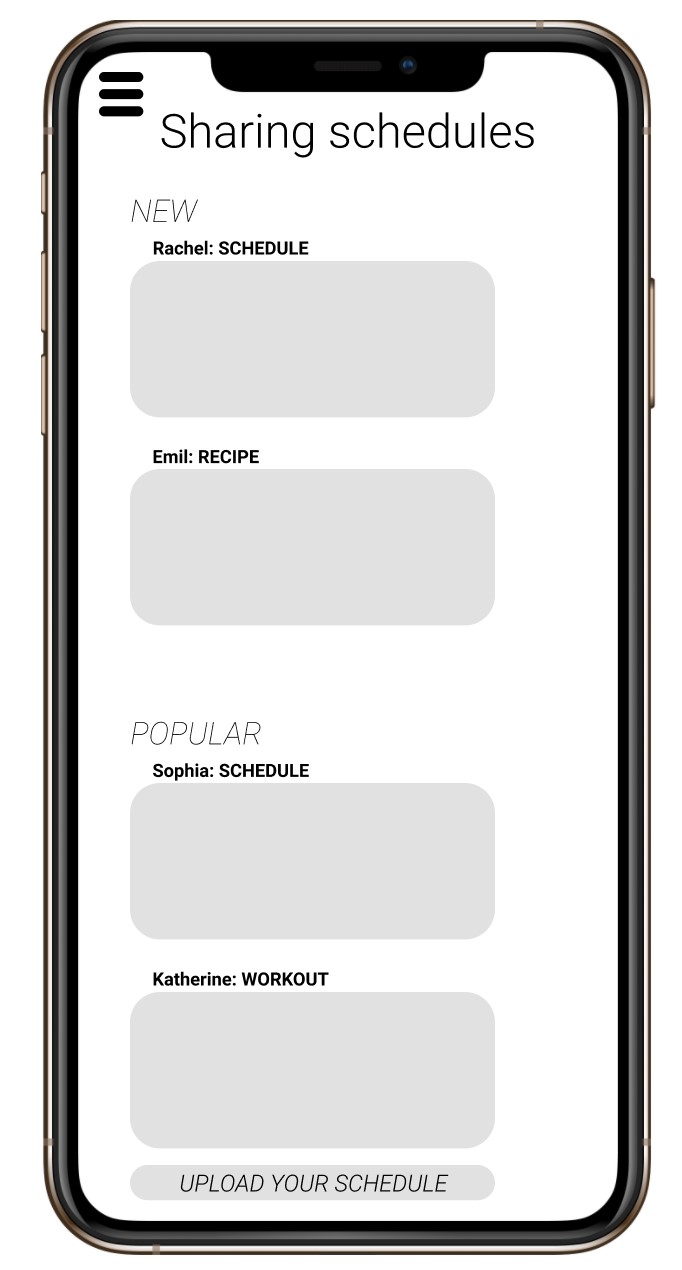 Sharing schedules
NEW
Rachel: SCHEDULE
Emil: RECIPE
POPULAR
Sophia: SCHEDULE
Katherine: WORKOUT
UPLOAD YOUR SCHEDULE